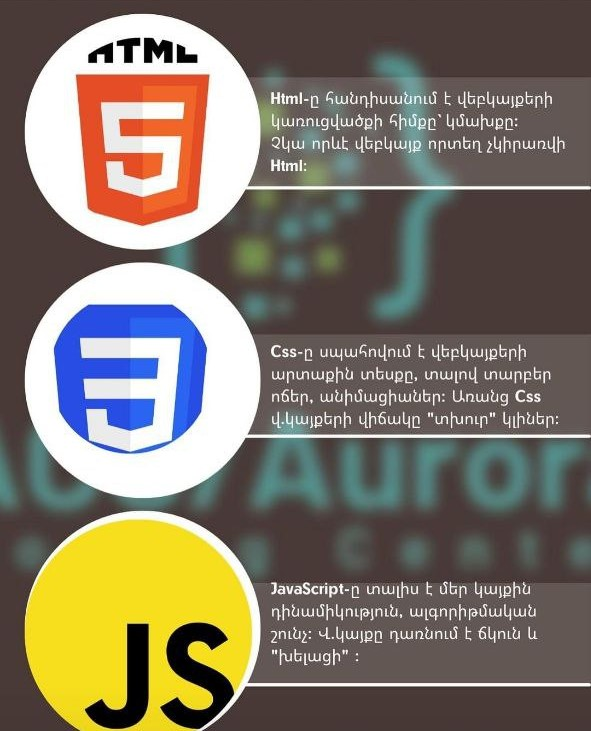 HTML
5
Html-ը հանդիսանում է վեբկայքերի
կառուցվածքի հիմքը՝ կմախքը:
Չկա որևէ վեբկայք որտեղ չկիրառվի
Html:
3
Css-ը սպահովում է վեբկայքերի
արտաքին տեսքը, տալով տարբեր
ոճեր, անիմացիաներ: Առանց Css
վ.կայքերի վիճակը "տխուր" կլիներ:
Aurora
JS
JavaScript-ը տալիս է մեր կայքին
դինամիկություն, ալգորիթմական
շունչ: Վ.կայքը դառնում է ճկուն և
"խելացի" :